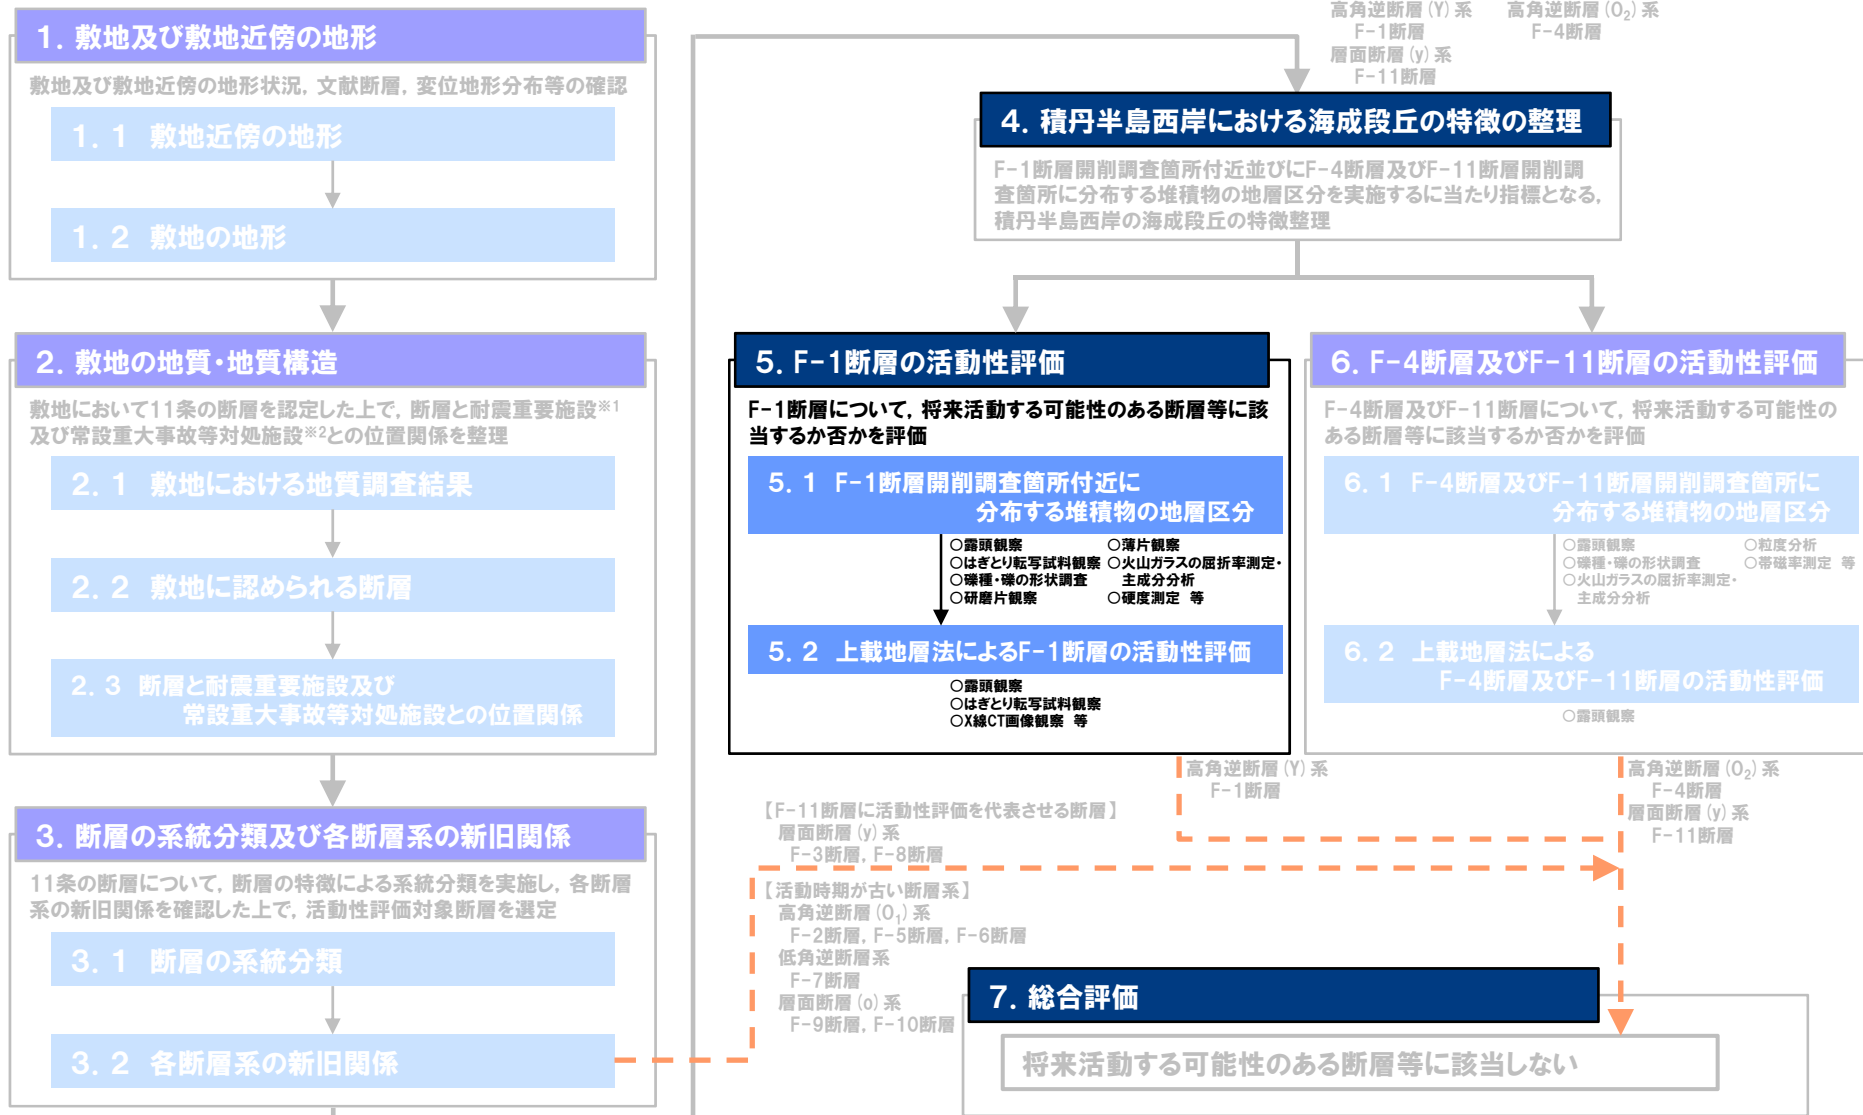 1. 敷地及び敷地近傍の地形
敷地及び敷地近傍の地形状況, 文献断層, 変位地形分布等の確認
1. 1 敷地近傍の地形
1. 2 敷地の地形
2. 敷地の地質・地質構造
敷地において11条の断層を認定した上で, 断層と耐震重要施設※1
及び常設重大事故等対処施設※2との位置関係を整理
2. 1 敷地における地質調査結果
2. 2 敷地に認められる断層
2. 3 断層と耐震重要施設及び
常設重大事故等対処施設との位置関係
3. 断層の系統分類及び各断層系の新旧関係
11条の断層について, 断層の特徴による系統分類を実施し, 各断層
系の新旧関係を確認した上で, 活動性評価対象断層を選定
3. 1 断層の系統分類
3. 2 各断層系の新旧関係
高角逆断層(Y)系 高角逆断層(O₂)系
F-1断層 F-4断層
層面断層(y)系
F-11断層
4. 積丹半島西岸における海成段丘の特徴の整理
F-1断層開削調査箇所付近並びにF-4断層及びF-11断層開削調
査箇所に分布する堆積物の地層区分を実施するに当たり指標となる,
積丹半島西岸の海成段丘の特徴整理
5. F-1断層の活動性評価
F-1断層について, 将来活動する可能性のある断層等に該
当するか否かを評価
5. 1 F-1断層開削調査箇所付近に
分布する堆積物の地層区分
○露頭観察 ○薄片観察
○はぎとり転写試料観察 ○火山ガラスの屈折率測定・
○礫種・礫の形状調査 主成分分析
○研磨片観察 ○硬度測定 等
5. 2 上載地層法によるF-1断層の活動性評価
○露頭観察
○はぎとり転写試料観察
○X線CT画像観察 等
6. F-4断層及びF-11断層の活動性評価
F-4断層及びF-11断層について, 将来活動する可能性の
ある断層等に該当するか否かを評価
6. 1 F-4断層及びF-11断層開削調査箇所に
分布する堆積物の地層区分
○露頭観察 ○粒度分析
○礫種・礫の形状調査 ○帯磁率測定 等
○火山ガラスの屈折率測定・
主成分分析
6. 2 上載地層法による
F-4断層及びF-11断層の活動性評価
○露頭観察
高角逆断層(Y)系
F-1断層
高角逆断層(O₂)系
F-4断層
層面断層(y)系
F-11断層
【F-11断層に活動性評価を代表させる断層】
層面断層(y)系
F-3断層, F-8断層
【活動時期が古い断層系】
高角逆断層(O₁)系
F-2断層, F-5断層, F-6断層
低角逆断層系
F-7断層
層面断層(o)系
F-9断層, F-10断層
7. 総合評価
将来活動する可能性のある断層等に該当しない